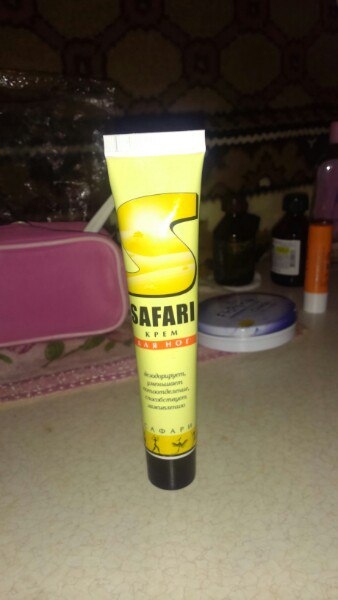 S
SAFARI
КРЕМ
ДЛЯ НОГ
дезодорирует,
уменьшает
потоотделение,
способствует
заживлению
САФАРИ